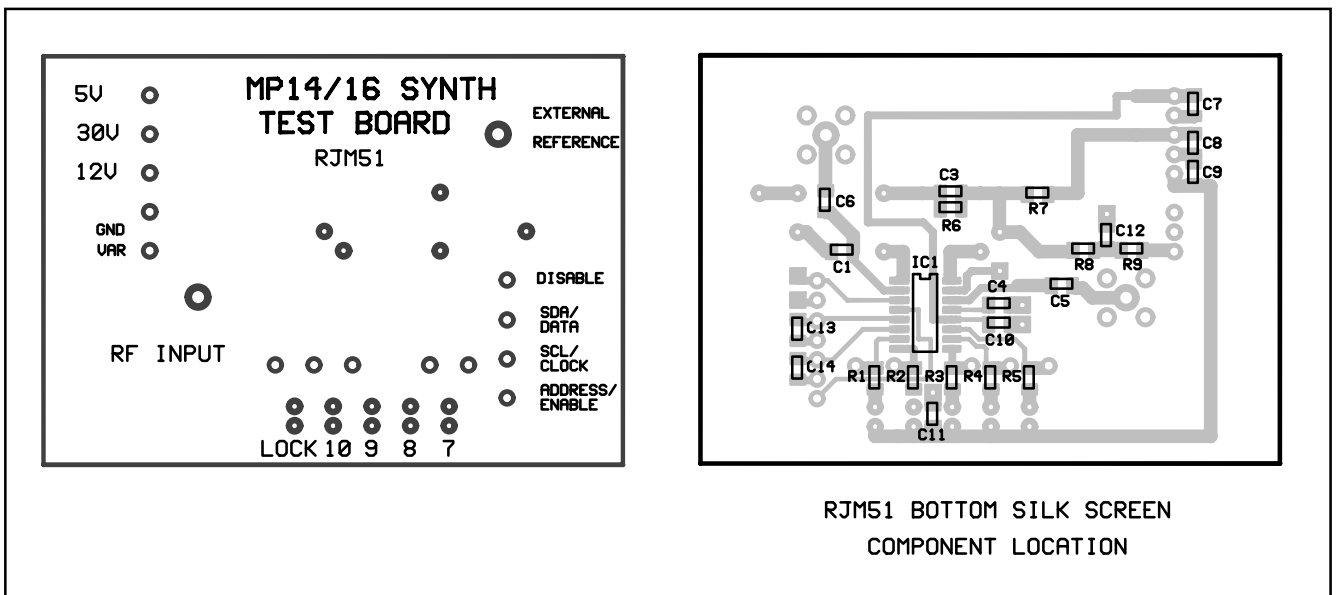 MP14/16 SYNTH
TEST BOARD
RJM51
5V
30V
12V
GND
VAR
EXTERNAL
REFERENCE
RF INPUT
DISABLE
SDA/
DATA
SCL/
CLOCK
ADDRESS/
ENABLE
LOCK 10 9 8 7
C7
C8
C9
C3
R6
R7
C6
C12
C1
R8
R9
IC1
C4
C5
C10
C13
C14
R1
R2
R3
R4
R5
C11
RJM51 BOTTOM SILK SCREEN
COMPONENT LOCATION